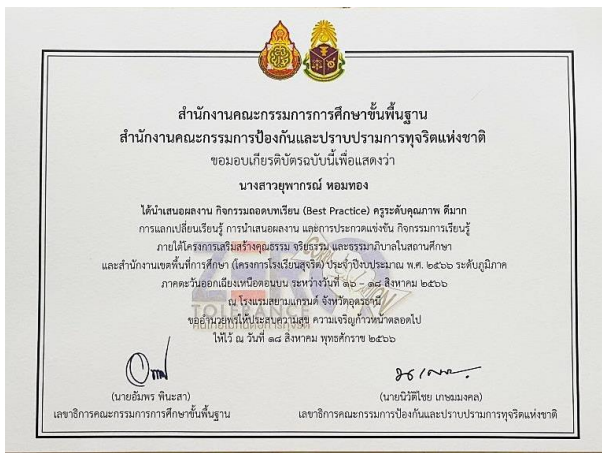 สำนักงานคณะกรรมการการศึกษาขั้นพื้นฐาน
สำนักงานคณะกรรมการป้องกันและปราบปรามการทุจริตแห่งชาติ
ขอมอบเกียรติบัตรฉบับนี้เพื่อแสดงว่า
นางสาวยุพากรณ์ หอมทอง
ได้นำเสนอผลงาน กิจกรรมถอดบทเรียน (Best Practice) ครูระดับคุณภาพ ดีมาก
การแลกเปลี่ยนเรียนรู้ การนำเสนอผลงาน และการประกวดแข่งขัน กิจกรรมการเรียนรู้
ภายใต้โครงการเสริมสร้างคุณธรรม จริยธรรม และธรรมาภิบาลในสถานศึกษา
และสำนักงานเขตพื้นที่การศึกษา (โครงการโรงเรียนสุจริต) ประจำปีงบประมาณ พ.ศ. ๒๕๖๖ ระดับภูมิภาค
ภาคตะวันออกเฉียงเหนือตอนบน ระหว่างวันที่ ๑๖ – ๑๘ สิงหาคม ๒๕๖๖
ณ โรงแรมสยามแกรนด์ จังหวัดอุดรธานี
ZERO
TOLERANCE
คนไทยไม่ทนต่อการทุจริต
ขออำนวยพรให้ประสบความสุข ความเจริญก้าวหน้าตลอดไป
ให้ไว้ ณ วันที่ ๑๘ สิงหาคม พุทธศักราช ๒๕๖๖
(นายอัมพร พินะสา) (นายนิวัติไชย เกษมมงคล)
เลขาธิการคณะกรรมการการศึกษาขั้นพื้นฐาน เลขาธิการคณะกรรมการป้องกันและปราบปรามการทุจริตแห่งชาติ